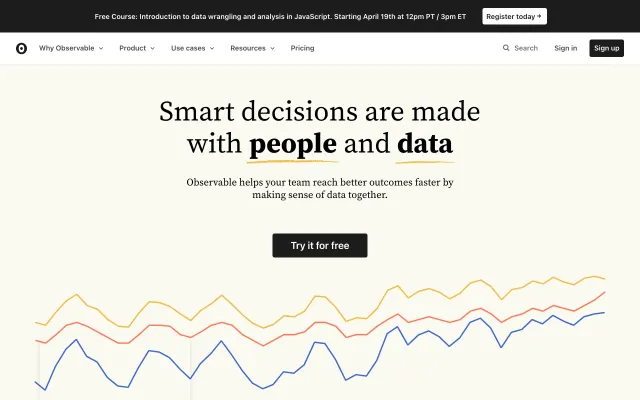 Free Course: Introduction to data wrangling and analysis in JavaScript. Starting April 19th at 12pm PT / 3pm ET
Register today →
Why Observable
Product
Use cases
Resources
Pricing
Search
Sign in
Sign up
Smart decisions are made
with people and data
Observable helps your team reach better outcomes faster by
making sense of data together.
Try it for free